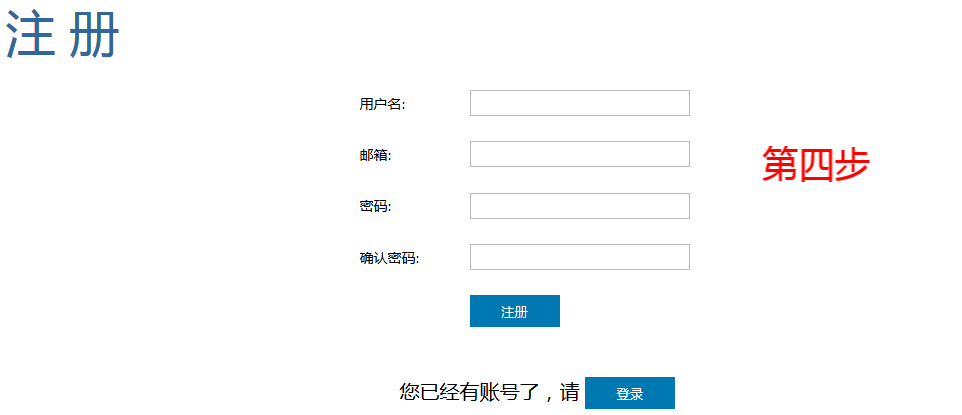 注 册
用户名:
邮箱:
第四步
密码:
确认密码:
注册
您已经有账号了，请 登录